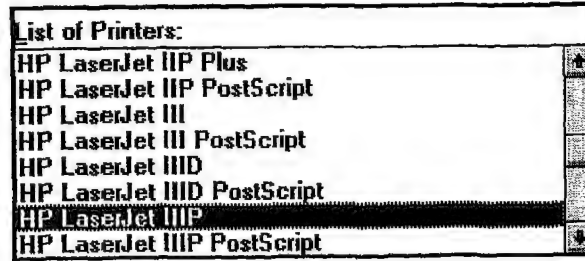 List of Printers:
HP LaserJet IIP Plus
HP LaserJet IIP PostScript
HP LaserJet III
HP LaserJet III PostScript
HP LaserJet IIID
HP LaserJet IIID PostScript
HP LaserJet IIIP
HP LaserJet IIIP PostScript